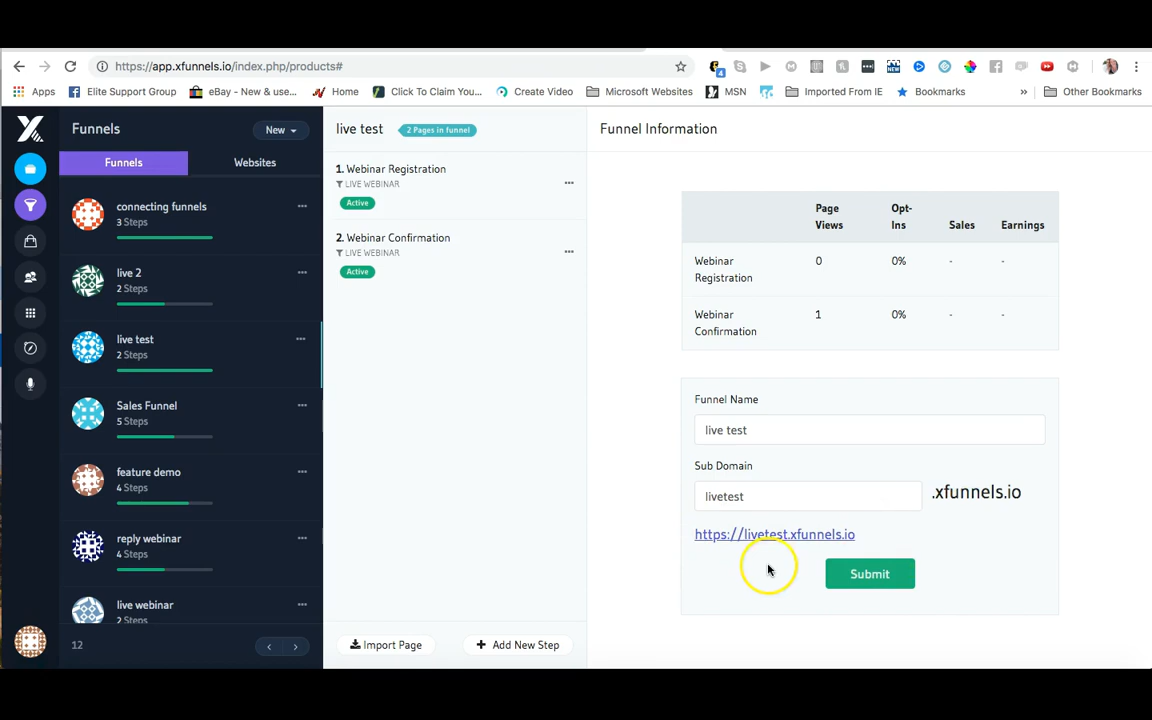 https://app.xfunnels.io/index.php/products#
4
NEW
Apps
Elite Support Group
eBay - New & use...
Home
Click To Claim You...
Create Video
Microsoft Websites
MSN
Imported From IE
Bookmarks
»
Other Bookmarks
Funnels
New
Funnels
Websites
connecting funnels
3 Steps
live 2
2 Steps
live test
2 Steps
Sales Funnel
5 Steps
feature demo
4 Steps
reply webinar
4 Steps
live webinar
2 Steps
12
live test
2 Pages in funnel
1. Webinar Registration
LIVE WEBINAR
Active
2. Webinar Confirmation
LIVE WEBINAR
Active
Import Page
Add New Step
Funnel Information
Page Views Opt-Ins Sales Earnings
Webinar Registration 0 0% - -
Webinar Confirmation 1 0% - -
Funnel Name
live test
Sub Domain
livetest .xfunnels.io
https://livetest.xfunnels.io
Submit